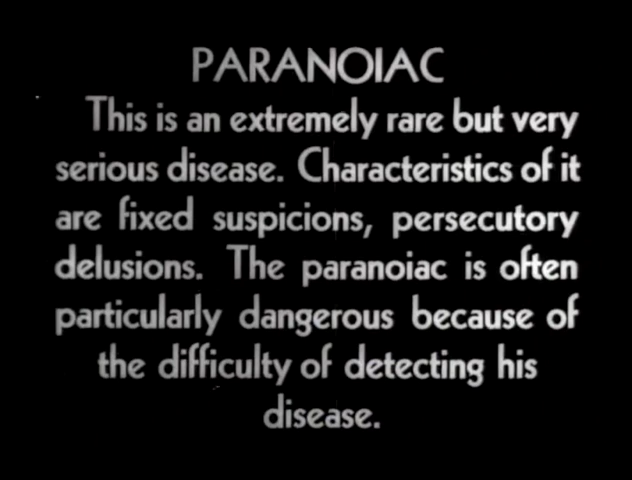 PARANOIAC
This is an extremely rare but very
serious disease. Characteristics of it
are fixed suspicions, persecutory
delusions. The paranoiac is often
particularly dangerous because of
the difficulty of detecting his
disease.